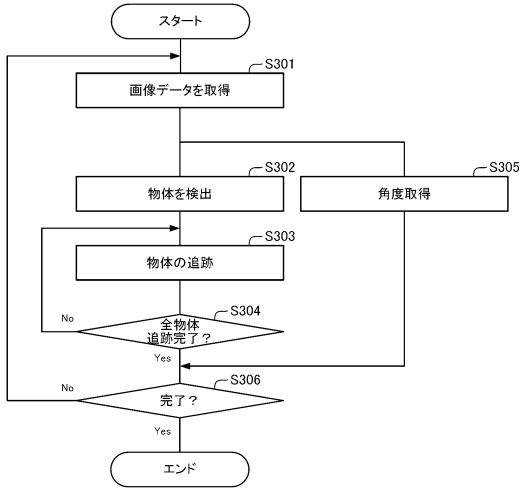 スタート
S301
画像データを取得
S302
物体を検出
S305
角度取得
S303
物体の追跡
S304
全物体
追跡完了？
No
Yes
S306
完了？
No
Yes
エンド